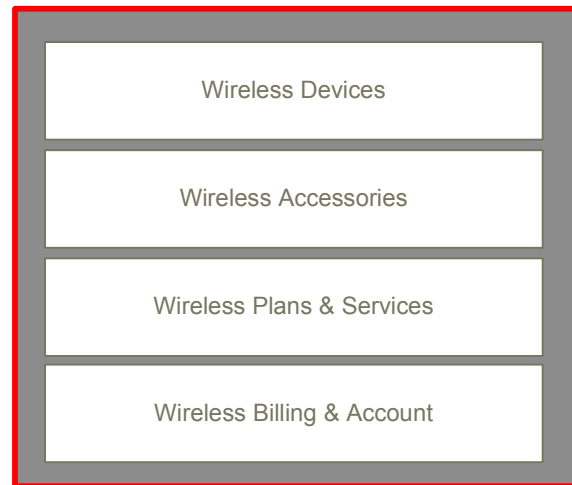 Wireless Devices
Wireless Accessories
Wireless Plans & Services
Wireless Billing & Account